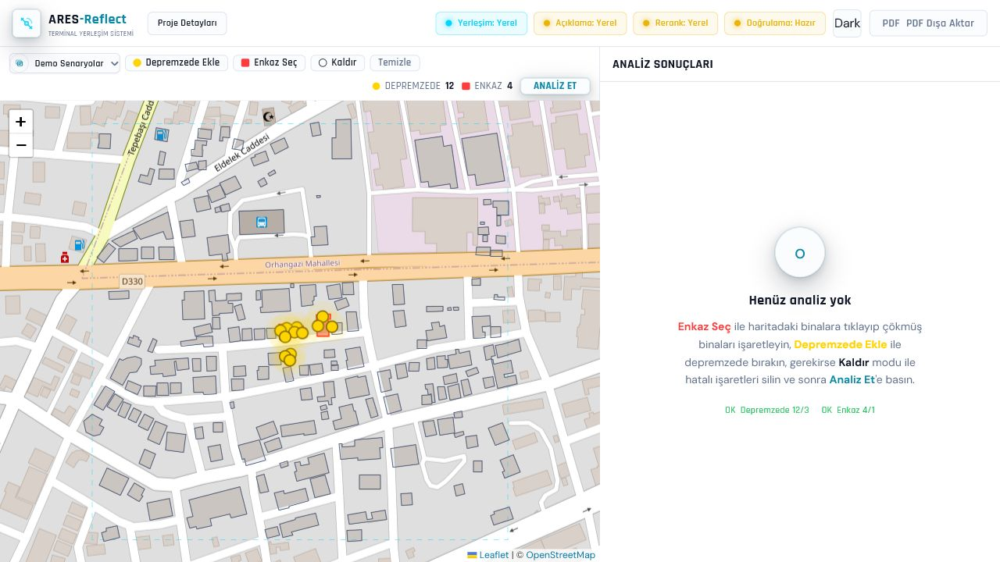 ARES-Reflect
TERMİNAL YERLEŞİM SİSTEMİ
Proje Detayları
Yerleşim: Yerel
Açıklama: Yerel
Rerank: Yerel
Doğrulama: Hazır
Dark
PDF PDF Dışa Aktar
Demo Senaryolar
Depremzede Ekle
Enkaz Seç
Kaldır
Temizle
DEPREMZEDE 12
ENKAZ 4
ANALİZ ET
ANALİZ SONUÇLARI
+
−
Tepebaşı Cadd
Eldelek Caddesi
Orhangazi Mahallesi
D330
O
Henüz analiz yok
Enkaz Seç ile haritadaki binalara tıklayıp çökmüş
binaları işaretleyin, Depremzede Ekle ile
depremzede bırakın, gerekirse Kaldır modu ile
hatalı işaretleri silin ve sonra Analiz Et'e basın.
OK Depremzede 12/3
OK Enkaz 4/1
Leaflet | © OpenStreetMap